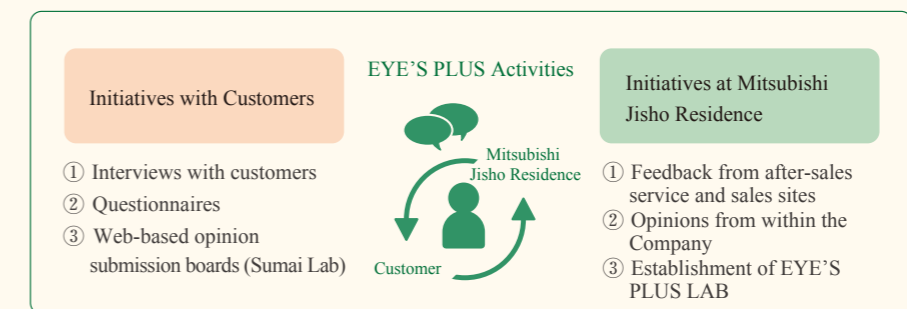 EYE’S PLUS Activities
Initiatives with Customers
① Interviews with customers
② Questionnaires
③ Web-based opinion
submission boards (Sumai Lab)
Mitsubishi
Jisho Residence
Customer
Initiatives at Mitsubishi
Jisho Residence
① Feedback from after-sales
service and sales sites
② Opinions from within the
Company
③ Establishment of EYE’S
PLUS LAB